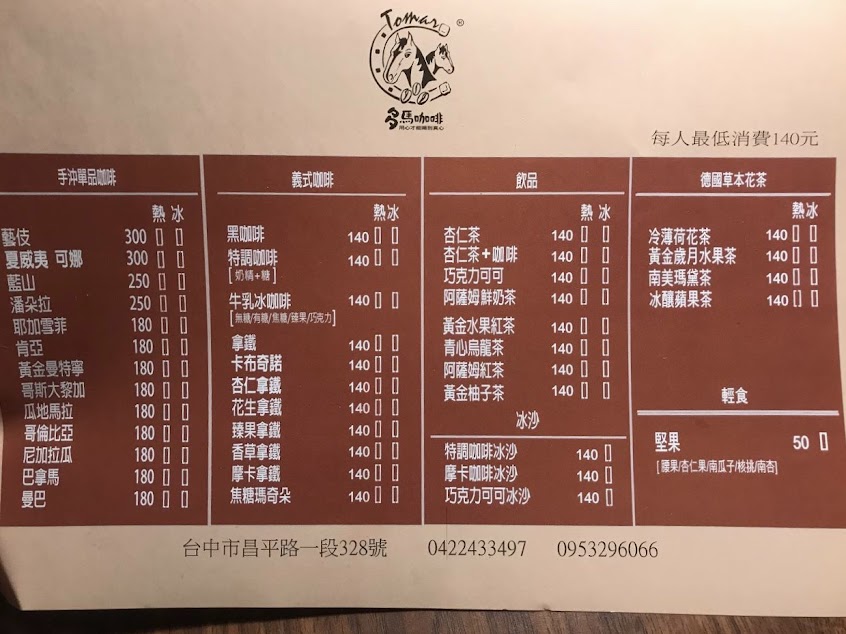 Tomar ®
多馬咖啡
用心才能喝到真心
每人最低消費140元
手沖單品咖啡
熱 冰
藝伎 300
夏威夷 可娜 300
藍山 250
潘朵拉 250
耶加雪菲 180
肯亞 180
黃金曼特寧 180
哥斯大黎加 180
瓜地馬拉 180
哥倫比亞 180
尼加拉瓜 180
巴拿馬 180
曼巴 180
義式咖啡
熱 冰
黑咖啡 140
特調咖啡 140
[奶精+糖]
牛乳冰咖啡 140
[無糖/有糖/焦糖/臻果/巧克力]
拿鐵 140
卡布奇諾 140
杏仁拿鐵 140
花生拿鐵 140
臻果拿鐵 140
香草拿鐵 140
摩卡拿鐵 140
焦糖瑪奇朵 140
飲品
熱 冰
杏仁茶 140
杏仁茶+咖啡 140
巧克力可可 140
阿薩姆鮮奶茶 140
黃金水果紅茶 140
青心烏龍茶 140
阿薩姆紅茶 140
黃金柚子茶 140
冰沙
特調咖啡冰沙 140
摩卡咖啡冰沙 140
巧克力可可冰沙 140
德國草本花茶
熱冰
冷薄荷花茶 140
黃金歲月水果茶 140
南美瑪黛茶 140
冰釀蘋果茶 140
輕食
堅果 50
[腰果/杏仁果/南瓜子/核挑/南杏]
台中市昌平路一段328號 0422433497 0953296066